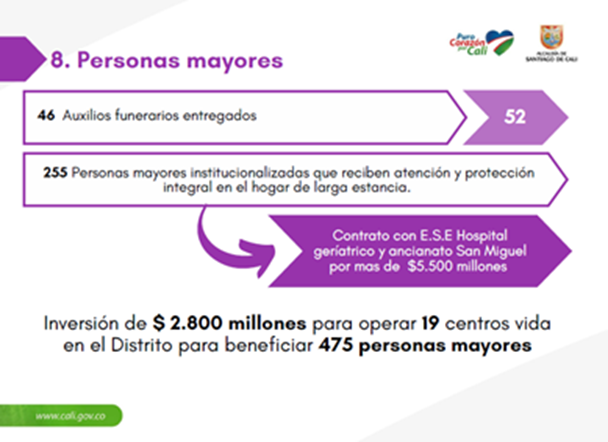 Puro
Corazón
por
Cali
ALCALDÍA DE
SANTIAGO DE CALI
8. Personas mayores
46 Auxilios funerarios entregados
52
255 Personas mayores institucionalizadas que reciben atención y protección
integral en el hogar de larga estancia.
Contrato con E.S.E Hospital
geríatrico y ancianato San Miguel
por mas de $5.500 millones
Inversión de $ 2.800 millones para operar 19 centros vida
en el Distrito para beneficiar 475 personas mayores
www.cali.gov.co